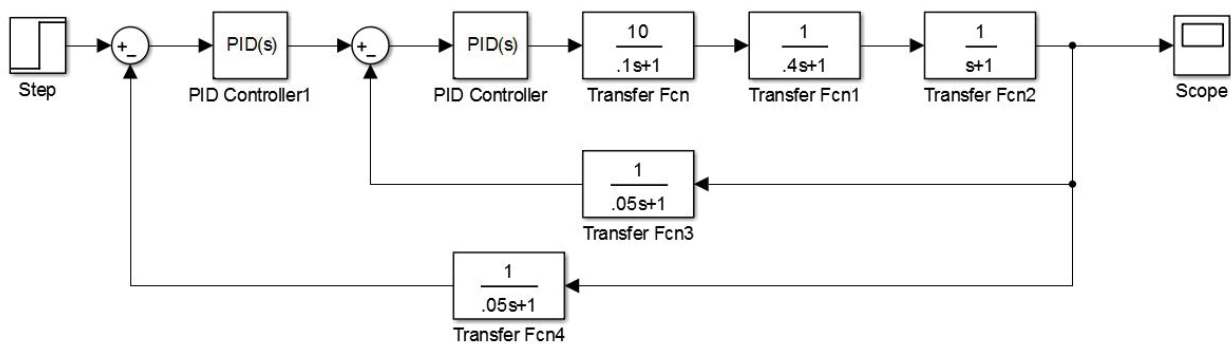 Step
+
−
PID(s)
PID Controller1
+
−
PID(s)
PID Controller
10
.1s+1
Transfer Fcn
1
.4s+1
Transfer Fcn1
1
s+1
Transfer Fcn2
Scope
1
.05s+1
Transfer Fcn3
1
.05s+1
Transfer Fcn4